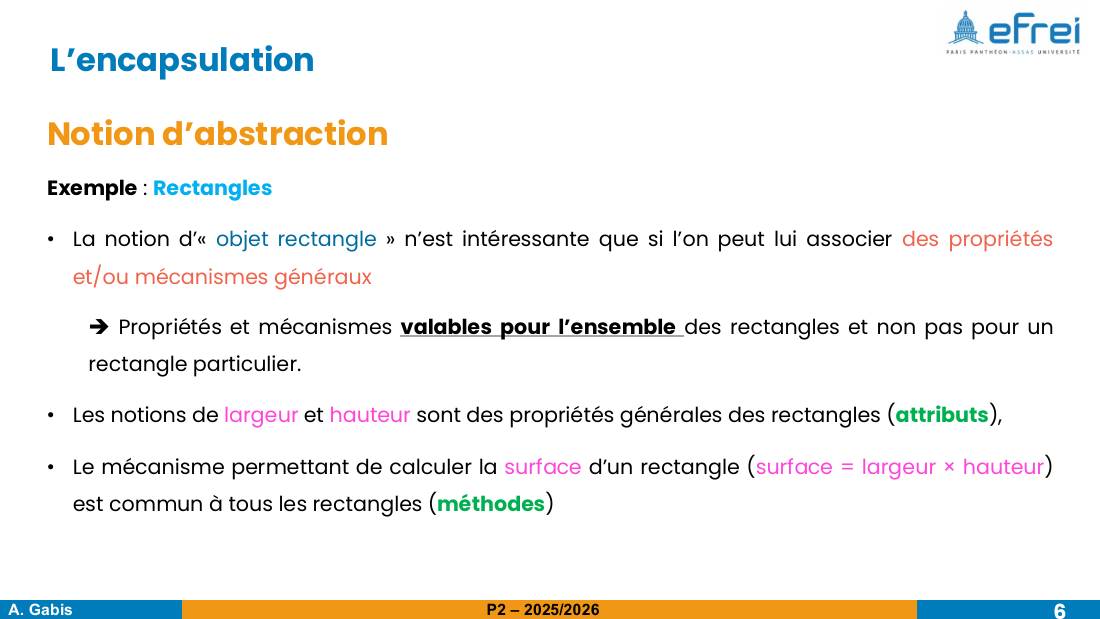 efrei
PARIS PANTHÉON-ASSAS UNIVERSITÉ
L’encapsulation
Notion d’abstraction
Exemple : Rectangles
• La notion d’« objet rectangle » n’est intéressante que si l’on peut lui associer des propriétés
et/ou mécanismes généraux
➔ Propriétés et mécanismes valables pour l’ensemble des rectangles et non pas pour un
rectangle particulier.
• Les notions de largeur et hauteur sont des propriétés générales des rectangles (attributs),
• Le mécanisme permettant de calculer la surface d’un rectangle (surface = largeur × hauteur)
est commun à tous les rectangles (méthodes)
A. Gabis
P2 – 2025/2026
6